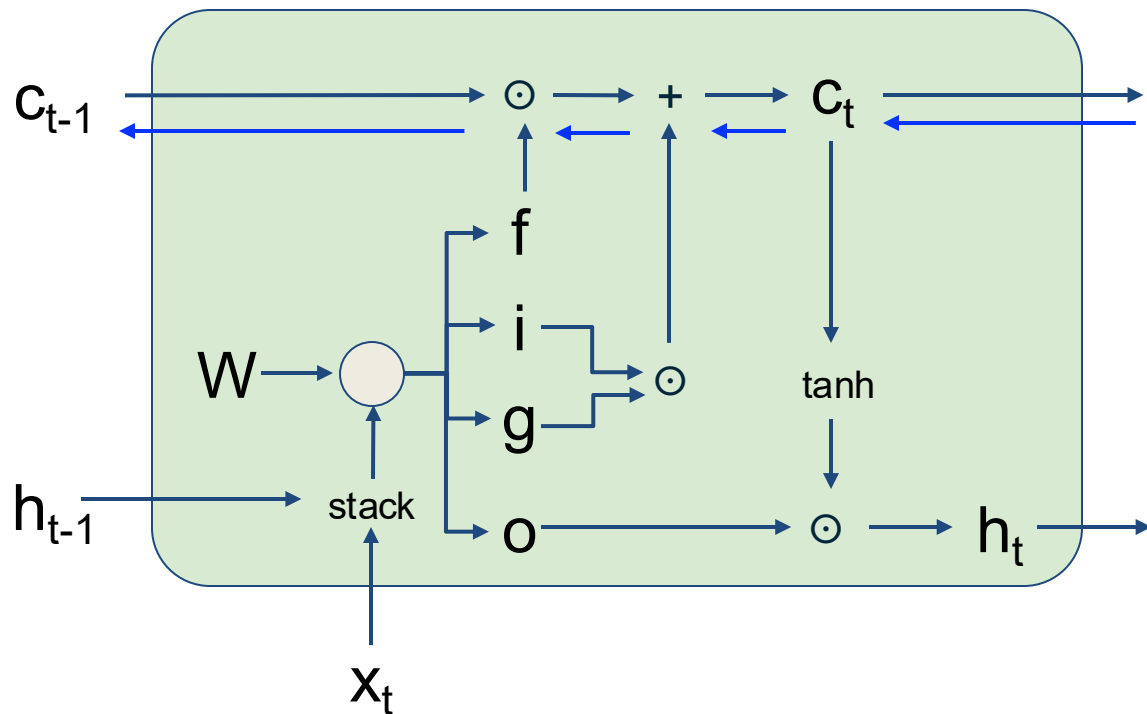 c_{t-1} ⊙ + c_t
f
i
W ⊙ tanh
g
h_{t-1} stack o ⊙ h_t
x_t